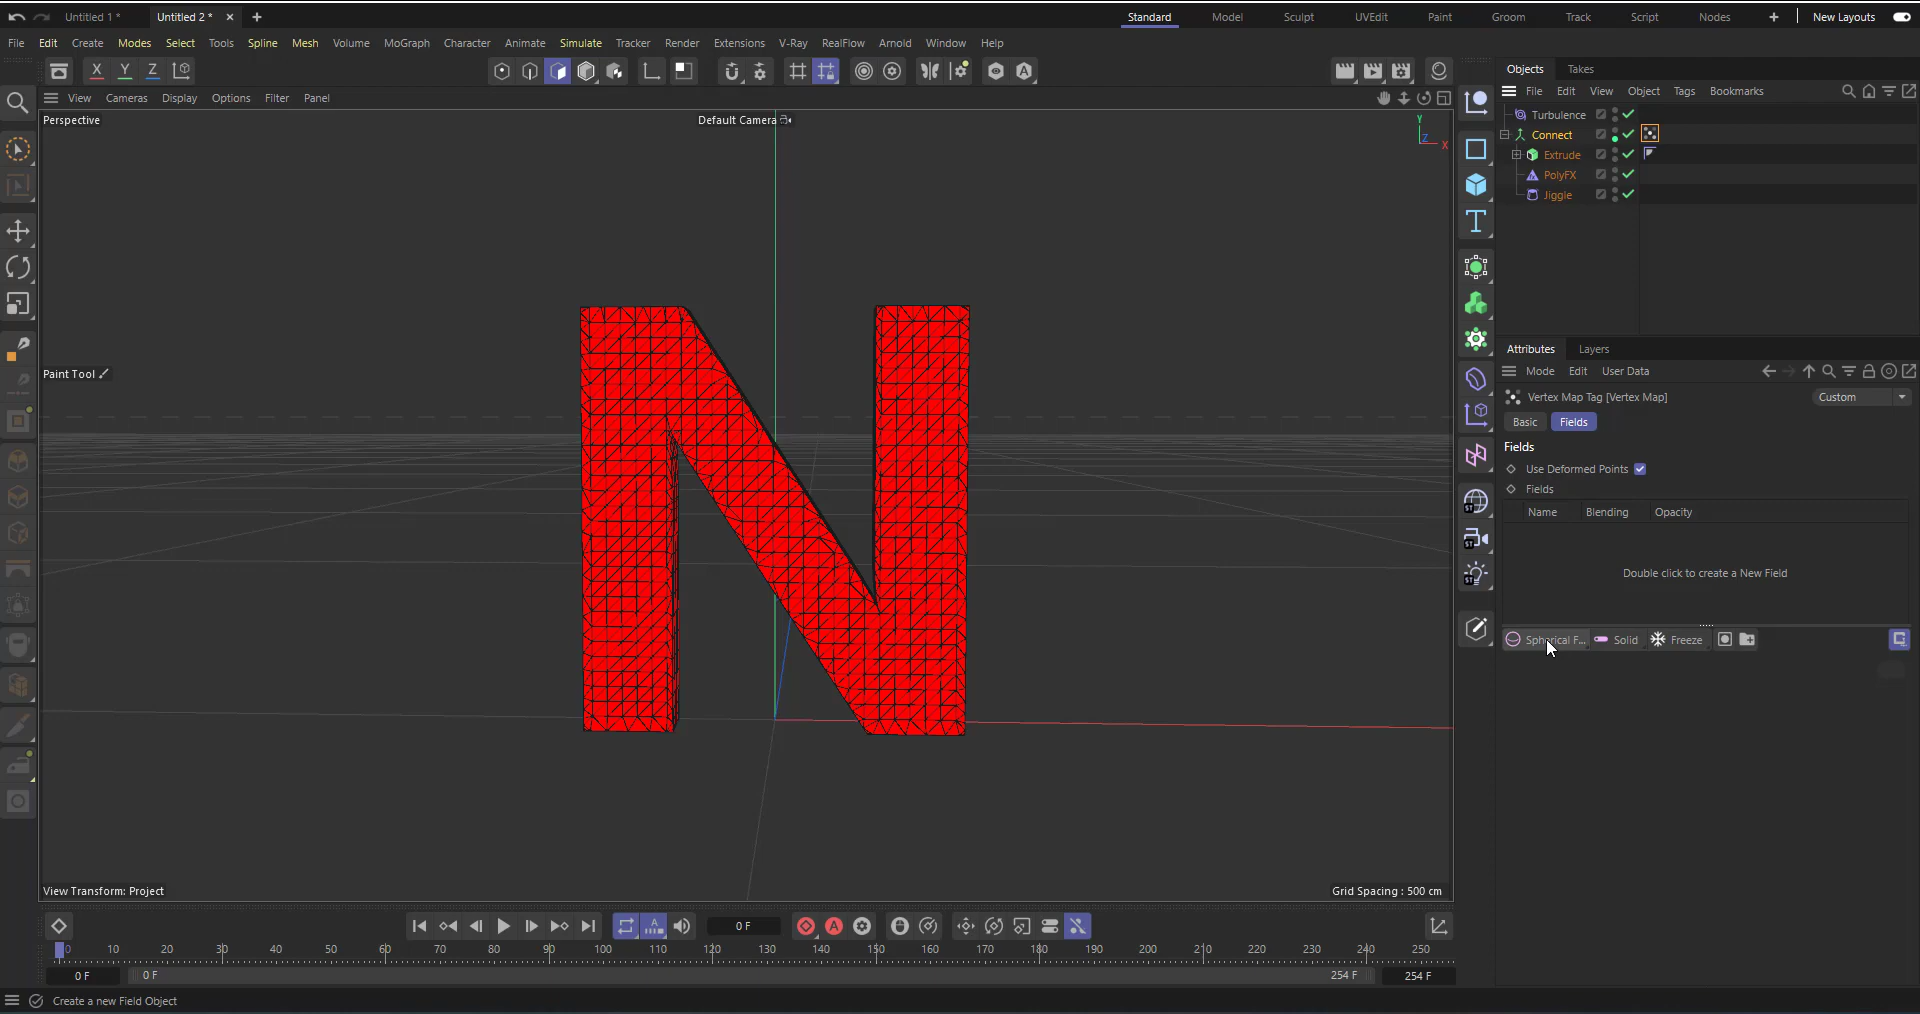 Untitled 1 *
Untitled 2 *
Standard
Model
Sculpt
UVEdit
Paint
Groom
Track
Script
Nodes
New Layouts
File
Edit
Create
Modes
Select
Tools
Spline
Mesh
Volume
MoGraph
Character
Animate
Simulate
Tracker
Render
Extensions
V-Ray
RealFlow
Arnold
Window
Help
X
Y
Z
A
Objects
Takes
File
Edit
View
Object
Tags
Bookmarks
View
Cameras
Display
Options
Filter
Panel
Perspective
Default Camera
Y
Z
X
Turbulence
Connect
Extrude
PolyFX
Jiggle
Paint Tool
Attributes
Layers
Mode
Edit
User Data
Vertex Map Tag [Vertex Map]
Custom
Basic
Fields
Fields
Use Deformed Points
Fields
Name
Blending
Opacity
Double click to create a New Field
Spherical F...
Solid
Freeze
ST
ST
ST
View Transform: Project
Grid Spacing : 500 cm
0 F
A
A
0
10
20
30
40
50
60
70
80
90
100
110
120
130
140
150
160
170
180
190
200
210
220
230
240
250
0 F
0 F
254 F
254 F
Create a new Field Object